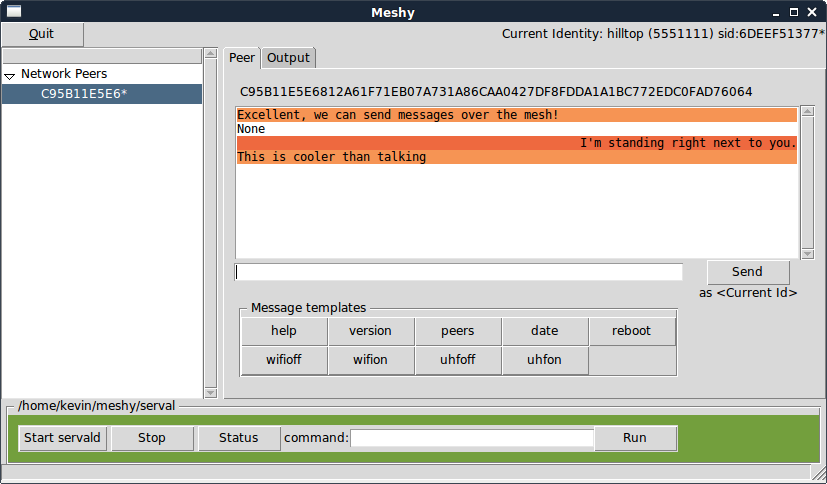 Meshy
Quit
Current Identity: hilltop (5551111) sid:6DEEF51377*
Network Peers
C95B11E5E6*
Peer
Output
C95B11E5E6812A61F71EB07A731A86CAA0427DF8FDDA1A1BC772EDC0FAD76064
Excellent, we can send messages over the mesh!
None
I'm standing right next to you.
This is cooler than talking
Send
as <Current Id>
Message templates
help version peers date reboot
wifioff wifion uhfoff uhfon
/home/kevin/meshy/serval
Start servald Stop Status command: Run